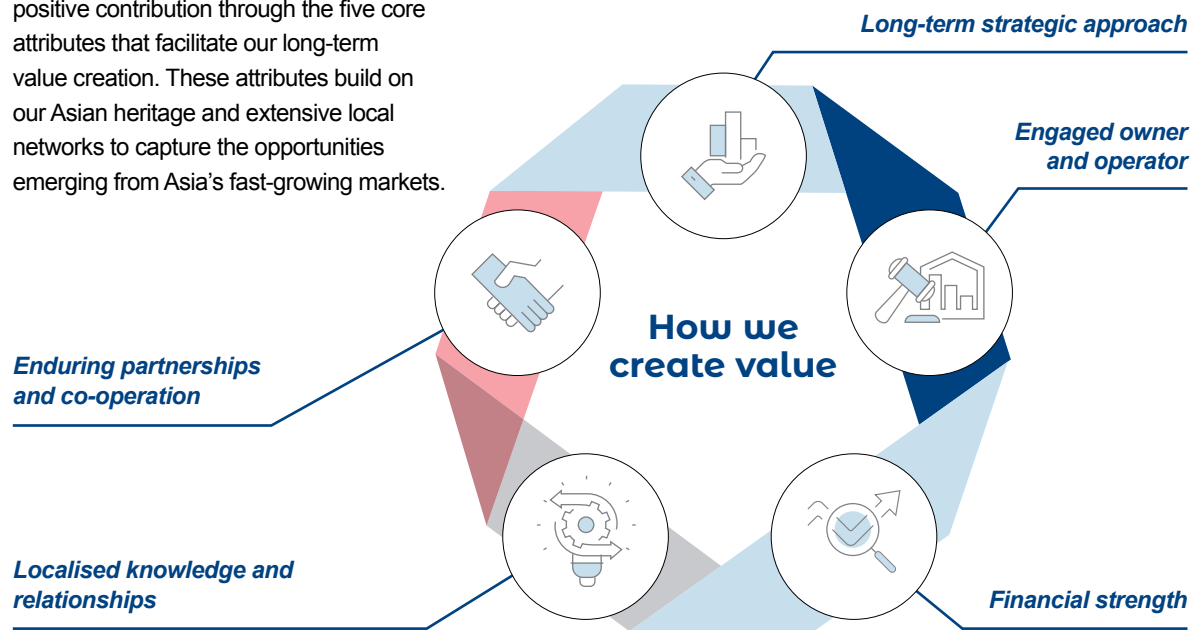 positive contribution through the five core
attributes that facilitate our long-term
value creation. These attributes build on
our Asian heritage and extensive local
networks to capture the opportunities
emerging from Asia’s fast-growing markets.
Long-term strategic approach
Engaged owner
and operator
How we
create value
Enduring partnerships
and co-operation
Localised knowledge and
relationships
Financial strength